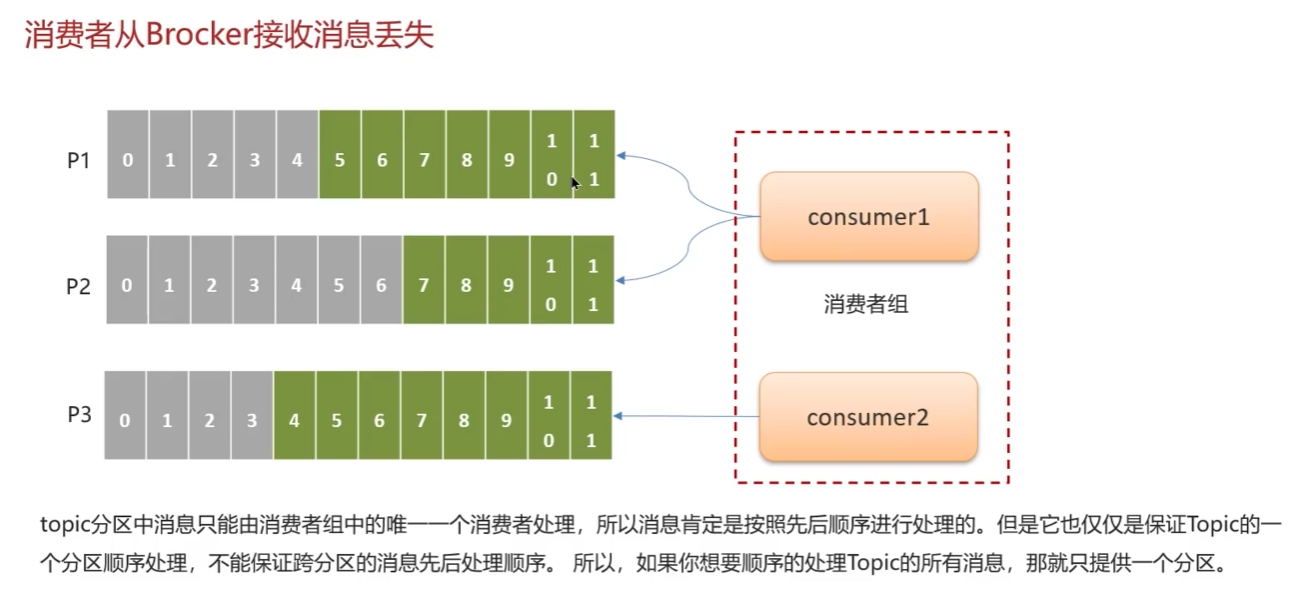 消费者从Brocker接收消息丢失
P1 0 1 2 3 4 5 6 7 8 9 10 11
consumer1
P2 0 1 2 3 4 5 6 7 8 9 10 11
消费者组
P3 0 1 2 3 4 5 6 7 8 9 10 11
consumer2
topic分区中消息只能由消费者组中的唯一一个消费者处理，所以消息肯定是按照先后顺序进行处理的。但是它也仅仅是保证Topic的一
个分区顺序处理，不能保证跨分区的消息先后处理顺序。 所以，如果你想要顺序的处理Topic的所有消息，那就只提供一个分区。